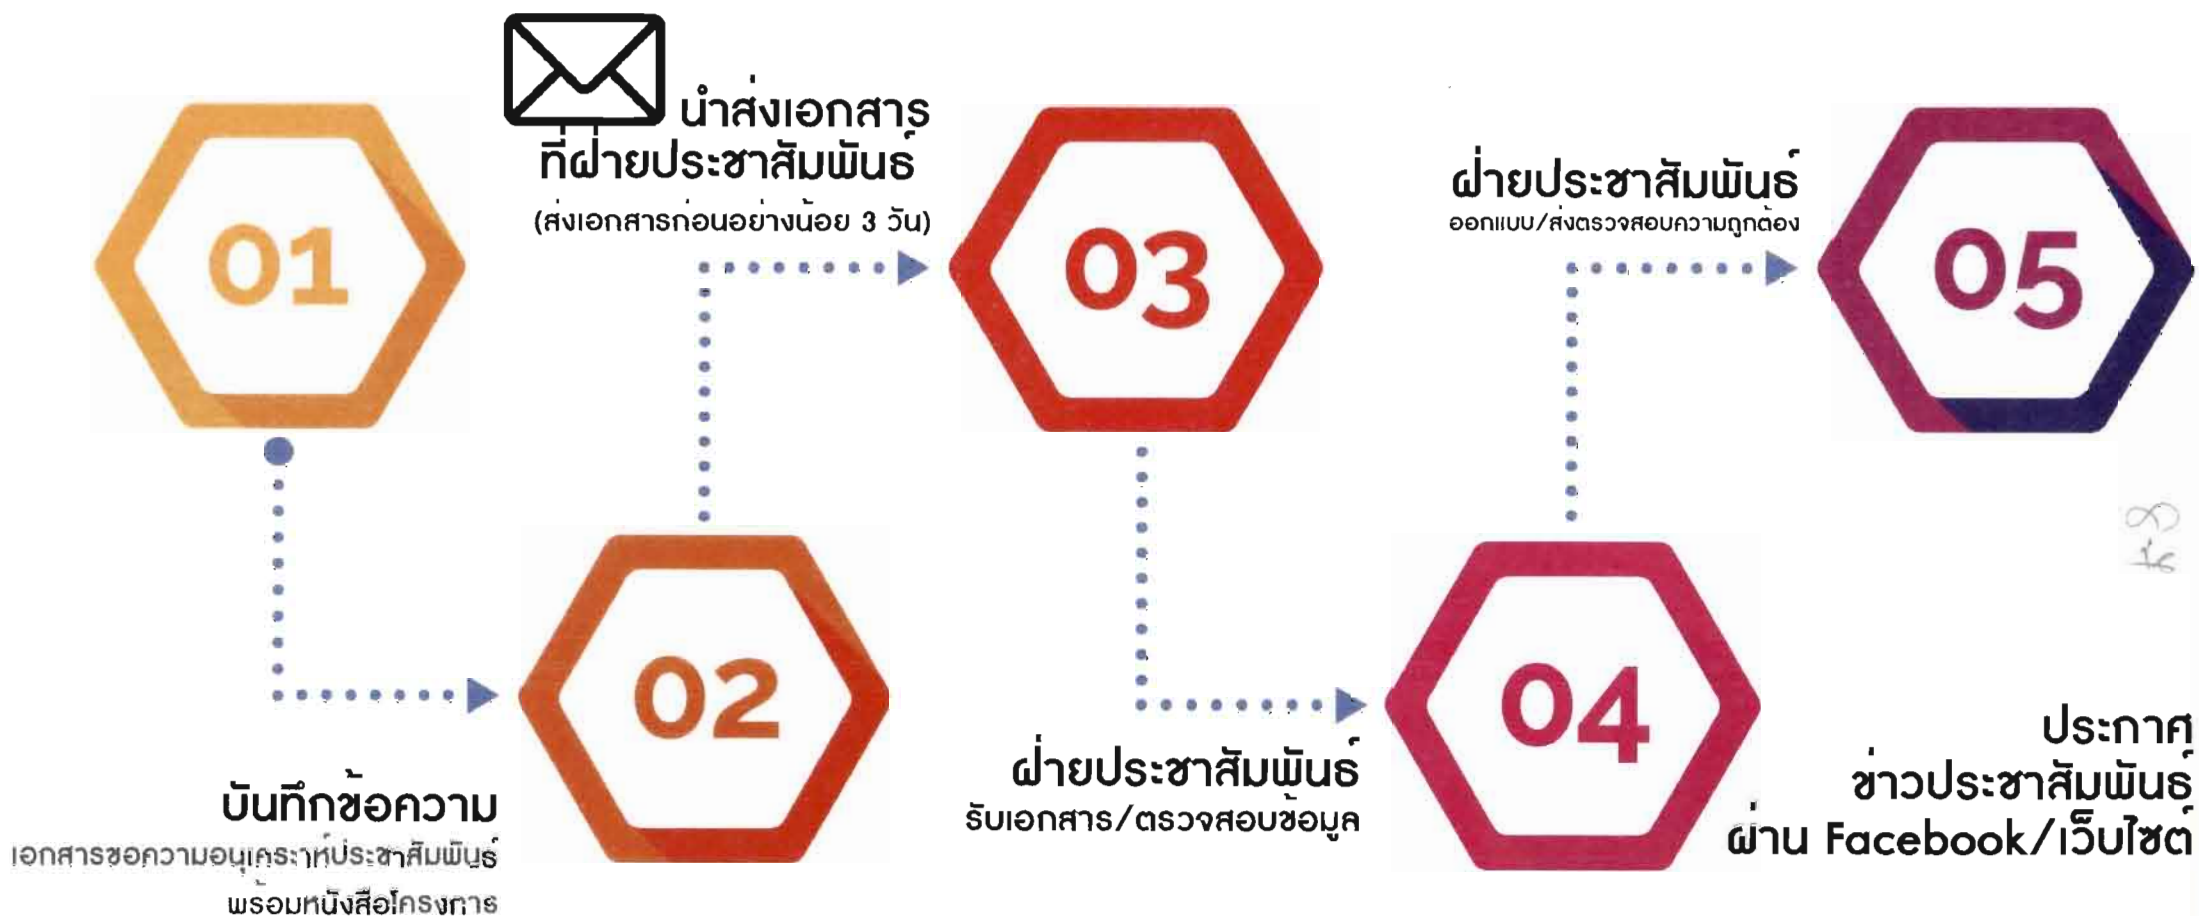 01
บันทึกข้อความ
เอกสารขอความอนุเคราะห์ประชาสัมพันธ์
พร้อมหนังสือโครงการ
02
นำส่งเอกสาร
ที่ฝ่ายประชาสัมพันธ์
(ส่งเอกสารก่อนอย่างน้อย 3 วัน)
03
ฝ่ายประชาสัมพันธ์
รับเอกสาร/ตรวจสอบข้อมูล
04
ฝ่ายประชาสัมพันธ์
ออกแบบ/ส่งตรวจสอบความถูกต้อง
05
ประกาศ
ข่าวประชาสัมพันธ์
ผ่าน Facebook/เว็บไซต์